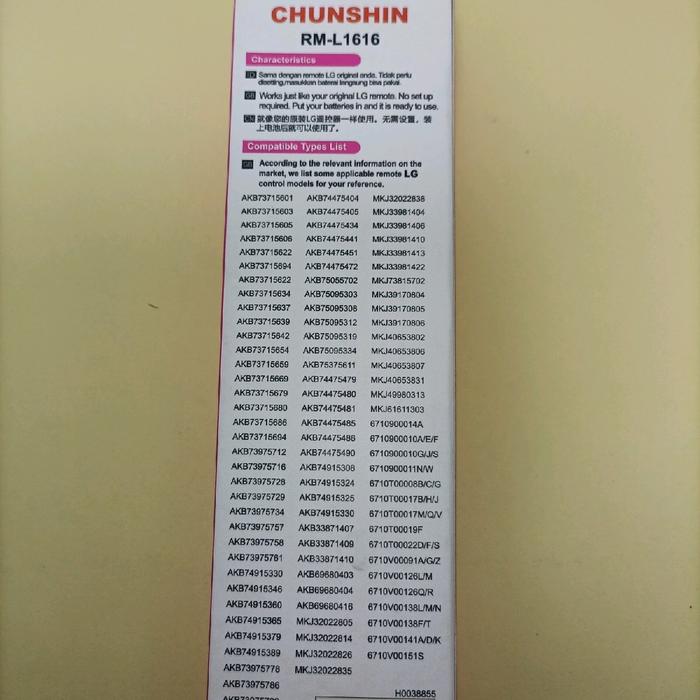 CHUNSHIN
RM-L1616
Characteristics
ID Sama dengan remote LG original anda. Tidak perlu
disetting,masukkan baterai langsung bisa pakai.
GB Works just like your original LG remote. No set up
required. Put your batteries in and it is ready to use.
CN 就像您的原装LG遥控器一样使用。无需设置，装
上电池后就可以使用了。
Compatible Types List
GB According to the relevant information on the
market, we list some applicable remote LG
control models for your reference.
AKB73715601 AKB74475404 MKJ32022838
AKB73715603 AKB74475405 MKJ33981404
AKB73715605 AKB74475434 MKJ33981406
AKB73715606 AKB74475441 MKJ33981410
AKB73715622 AKB74475451 MKJ33981413
AKB73715694 AKB74475472 MKJ33981422
AKB73715622 AKB75055702 MKJ73815702
AKB73715634 AKB75095303 MKJ39170804
AKB73715637 AKB75095308 MKJ39170805
AKB73715639 AKB75095312 MKJ39170806
AKB73715642 AKB75095319 MKJ40653802
AKB73715654 AKB75095334 MKJ40653806
AKB73715659 AKB75375611 MKJ40653807
AKB73715669 AKB74475479 MKJ40653831
AKB73715679 AKB74475480 MKJ49980313
AKB73715680 AKB74475481 MKJ61611303
AKB73715686 AKB74475485 6710900014A
AKB73715694 AKB74475486 6710900010A/E/F
AKB73975712 AKB74475490 6710900010G/J/S
AKB73975716 AKB74915308 6710900011N/W
AKB73975728 AKB74915324 6710T00008B/C/G
AKB73975729 AKB74915325 6710T00017B/H/J
AKB73975734 AKB74915330 6710T00017M/Q/V
AKB73975757 AKB33871407 6710T00019F
AKB73975758 AKB33871409 6710T00022D/F/S
AKB73975761 AKB33871410 6710V00091A/G/Z
AKB74915330 AKB69680403 6710V00126L/M
AKB74915346 AKB69680404 6710V00126Q/R
AKB74915360 AKB69680416 6710V00138L/M/N
AKB74915365 MKJ32022805 6710V00138F/T
AKB74915379 MKJ32022814 6710V00141A/D/K
AKB74915389 MKJ32022826 6710V00151S
AKB73975778 MKJ32022835
AKB73975786
H0038855